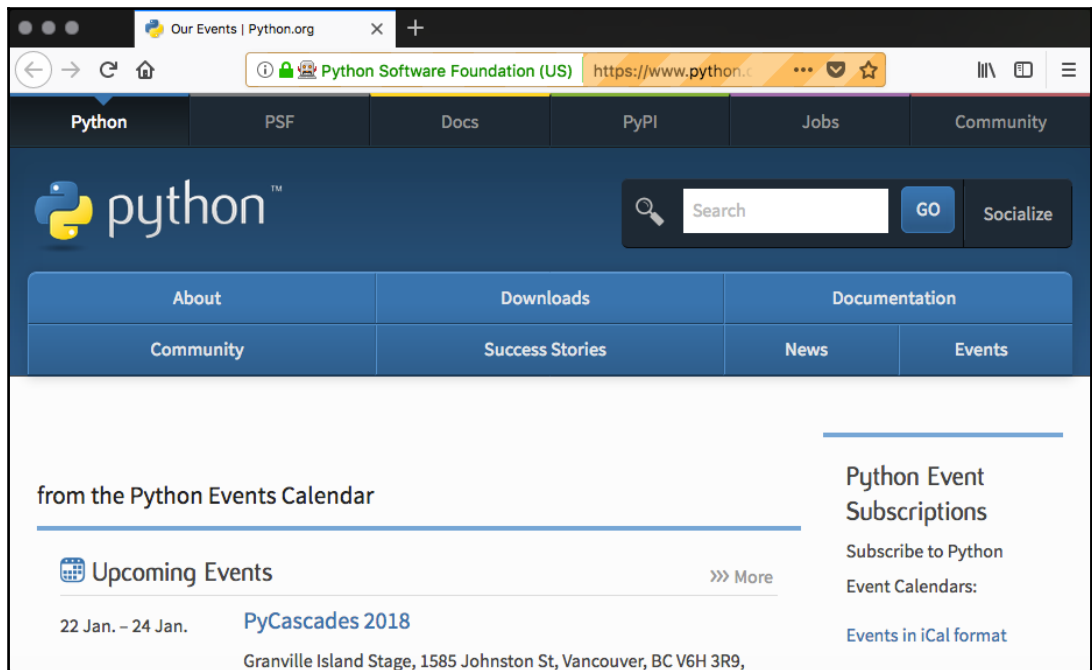 Our Events | Python.org
Python Software Foundation (US) https://www.python.
Python PSF Docs PyPI Jobs Community
python™
Search GO Socialize
About Downloads Documentation
Community Success Stories News Events
from the Python Events Calendar
Upcoming Events
››› More
22 Jan. – 24 Jan.
PyCascades 2018
Granville Island Stage, 1585 Johnston St, Vancouver, BC V6H 3R9,
Python Event
Subscriptions
Subscribe to Python
Event Calendars:
Events in iCal format